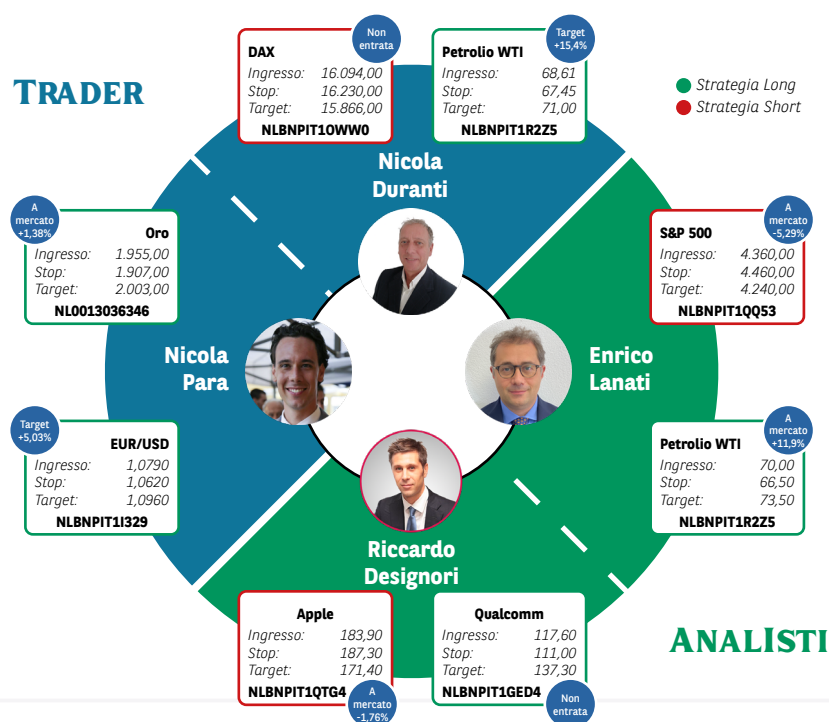 TRADER
DAX
Non
entrata
Ingresso: 16.094,00
Stop: 16.230,00
Target: 15.866,00
NLBNPIT1OWW0
Petrolio WTI
Target
+15,4%
Ingresso: 68,61
Stop: 67,45
Target: 71,00
NLBNPIT1R2Z5
Strategia Long
Strategia Short
Nicola
Duranti
A
mercato
+1,38%
Oro
Ingresso: 1.955,00
Stop: 1.907,00
Target: 2.003,00
NL0013036346
S&P 500
A
mercato
-5,29%
Ingresso: 4.360,00
Stop: 4.460,00
Target: 4.240,00
NLBNPIT1QQ53
Nicola
Para
Enrico
Lanati
Target
+5,03%
EUR/USD
Ingresso: 1,0790
Stop: 1,0620
Target: 1,0960
NLBNPIT1I329
Petrolio WTI
A
mercato
+11,9%
Ingresso: 70,00
Stop: 66,50
Target: 73,50
NLBNPIT1R2Z5
Riccardo
Designori
Apple
Ingresso: 183,90
Stop: 187,30
Target: 171,40
NLBNPIT1QTG4
A
mercato
-1,76%
Qualcomm
Ingresso: 117,60
Stop: 111,00
Target: 137,30
NLBNPIT1GED4
Non
entrata
ANALISTI